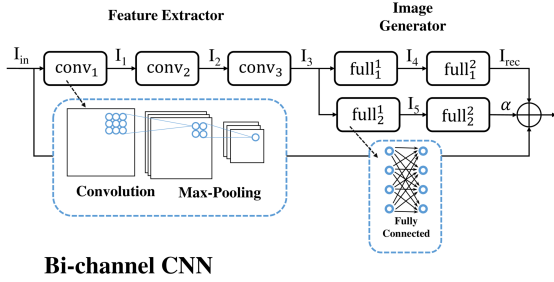 Feature Extractor
Image
Generator
I_in conv_1 I_1 conv_2 I_2 conv_3 I_3 full_1^1 I_4 full_1^2 I_rec
full_2^1 I_5 full_2^2 α
Convolution Max-Pooling
Fully
Connected
Bi-channel CNN